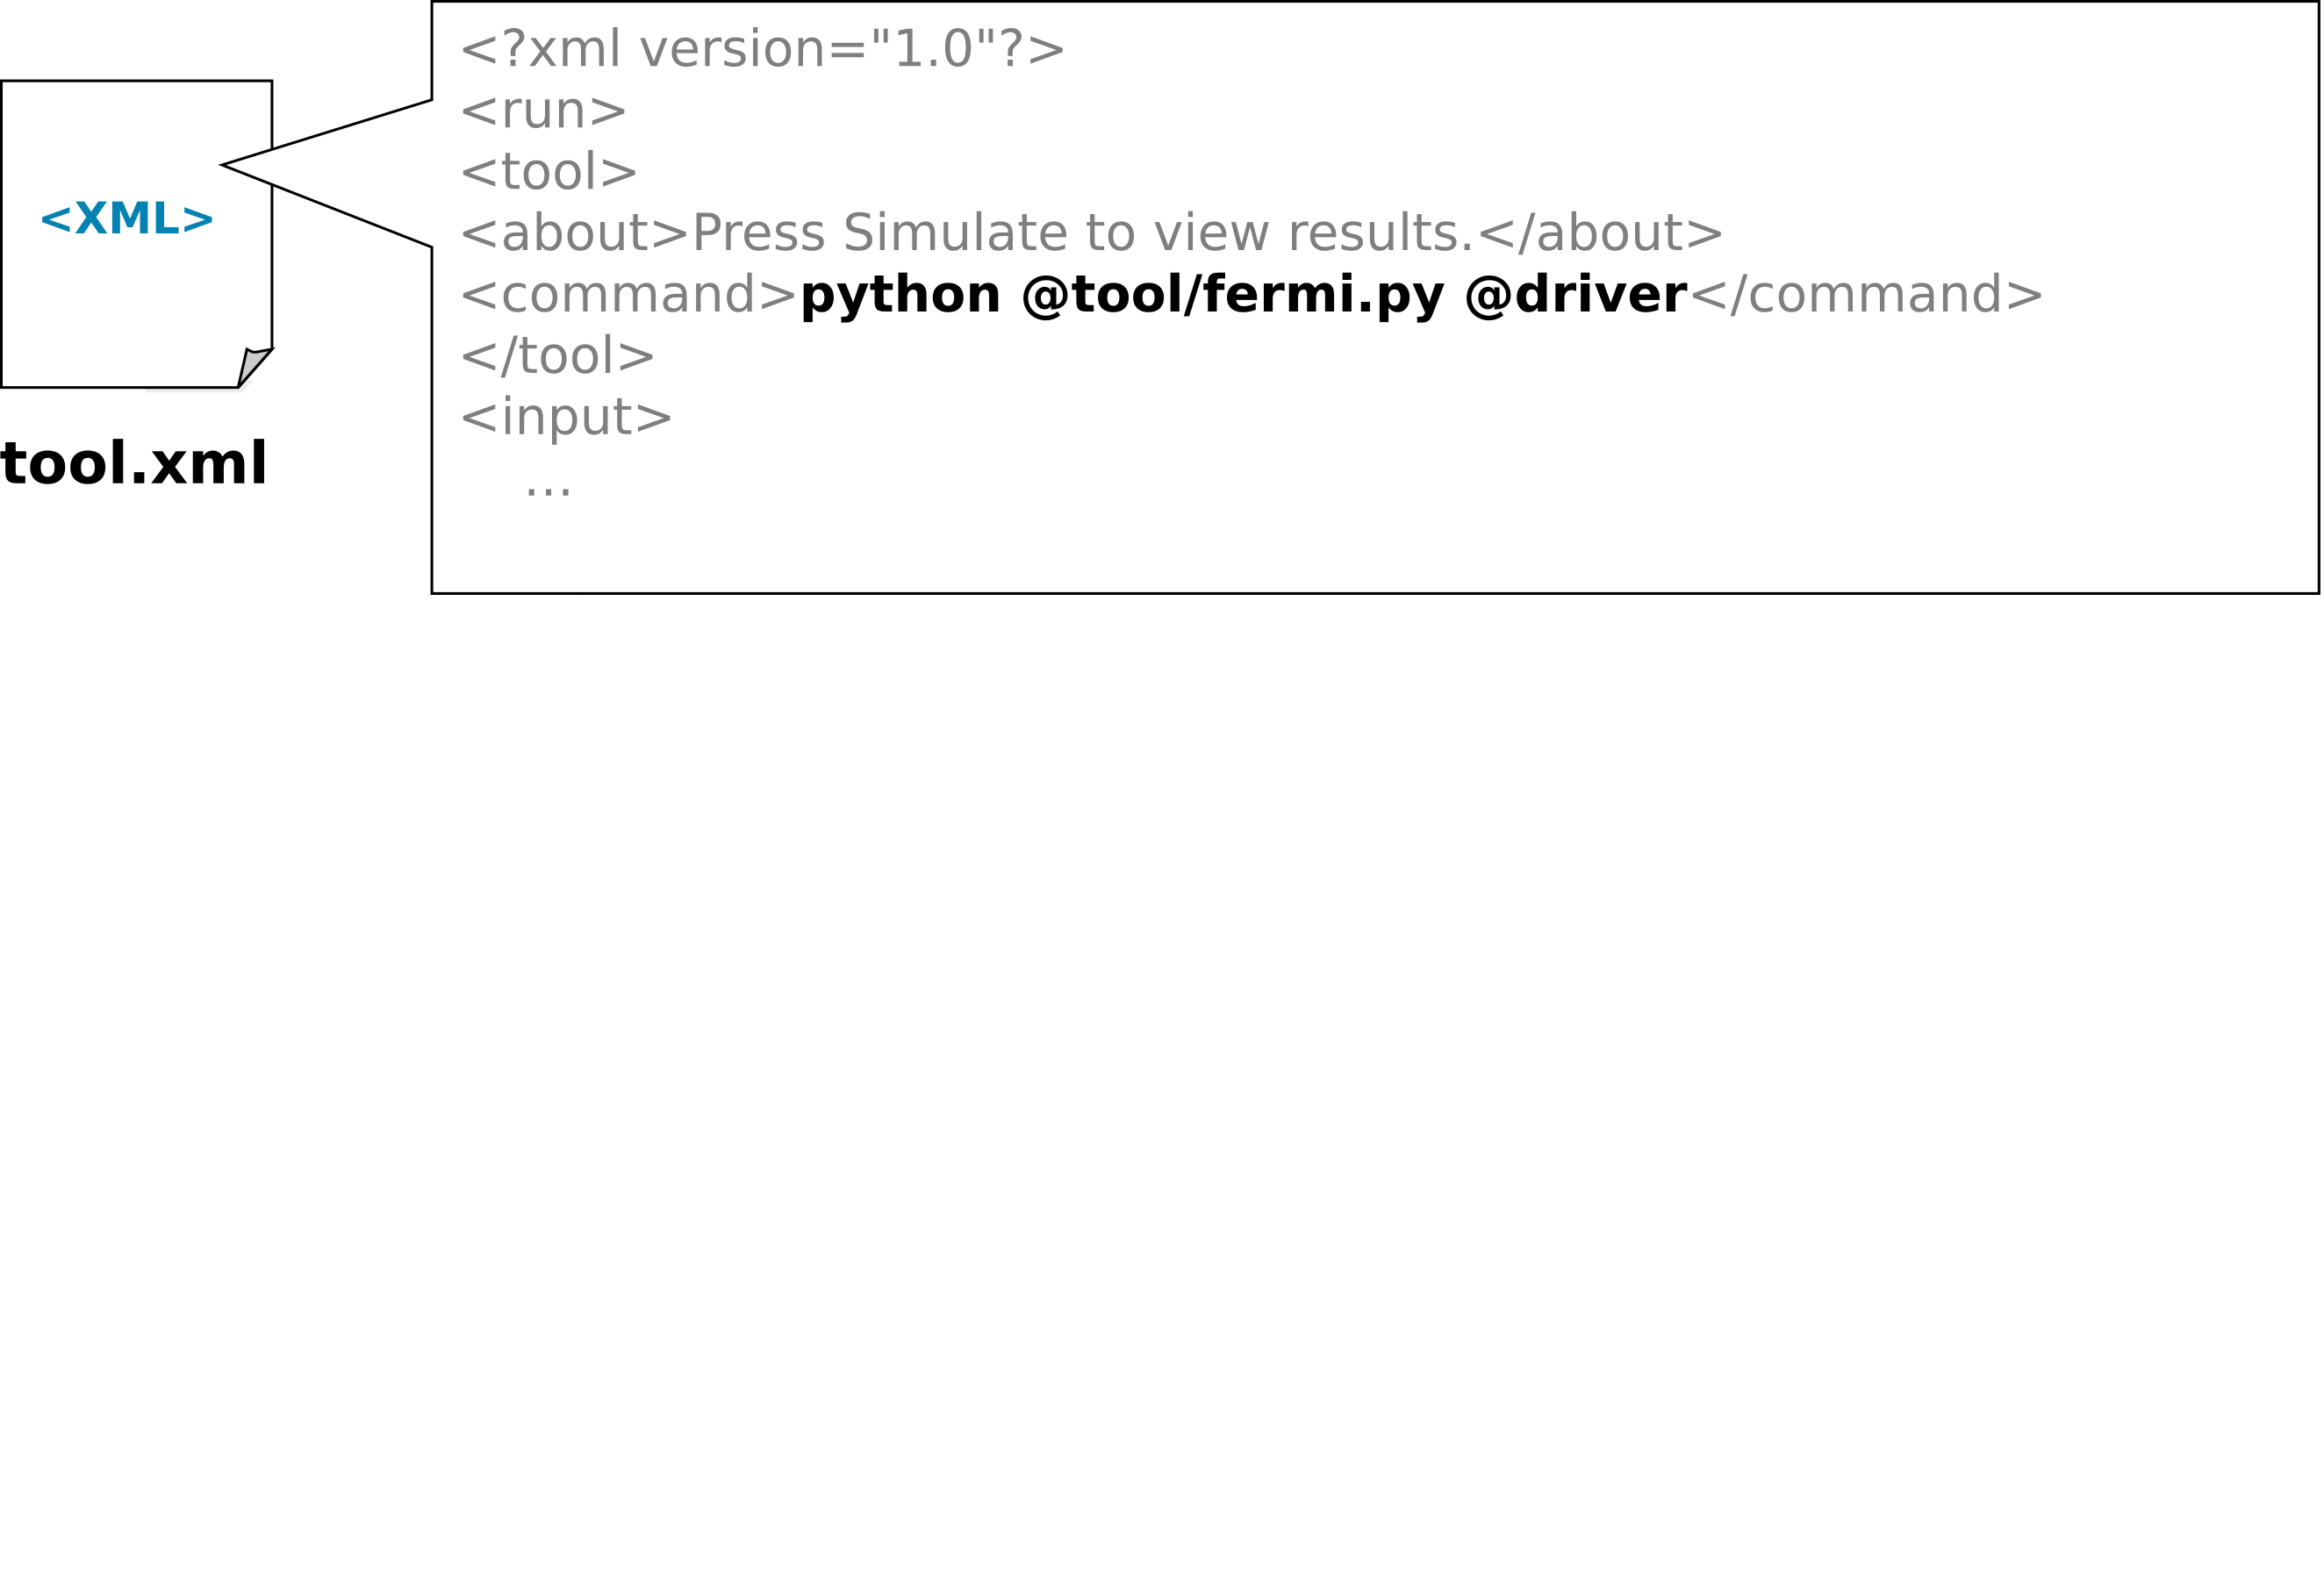 <XML>
tool.xml
<?xml version="1.0"?>
<run>
<tool>
<about>Press Simulate to view results.</about>
<command>python @tool/fermi.py @driver</command>
</tool>
<input>
...